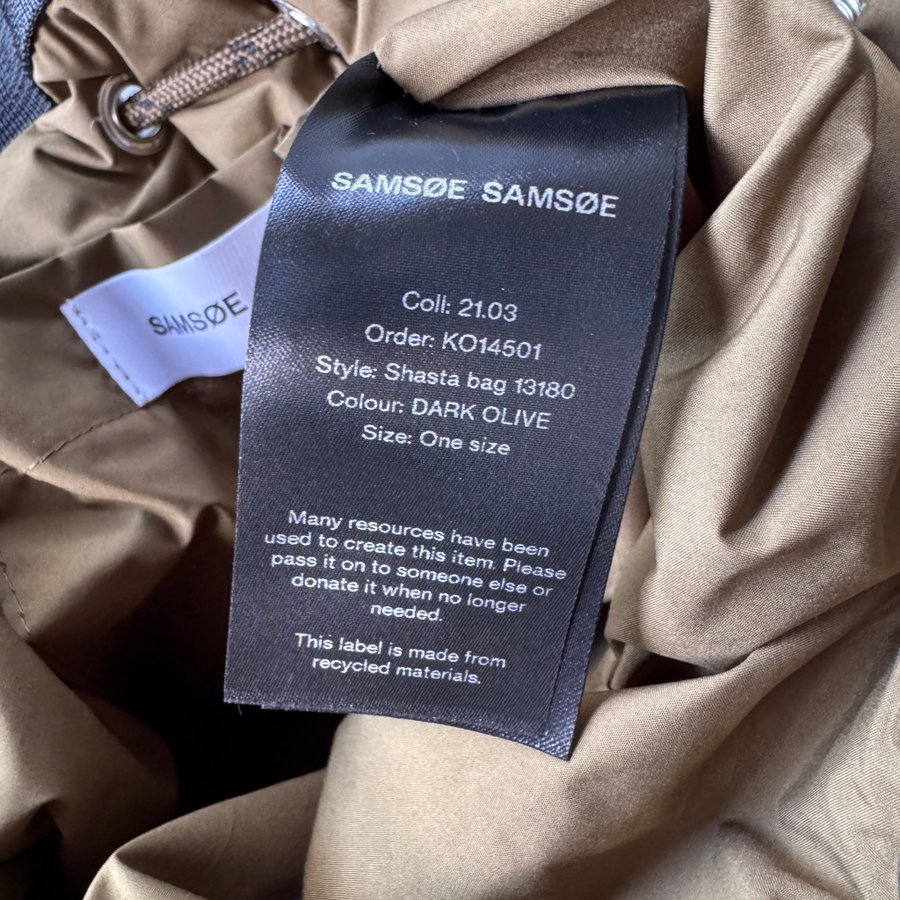 SAMSØE SAMSØE
Coll: 21.03
Order: KO14501
Style: Shasta bag 13180
Colour: DARK OLIVE
Size: One size
Many resources have been
used to create this item. Please
pass it on to someone else or
donate it when no longer
needed.
This label is made from
recycled materials.
SAMSØE